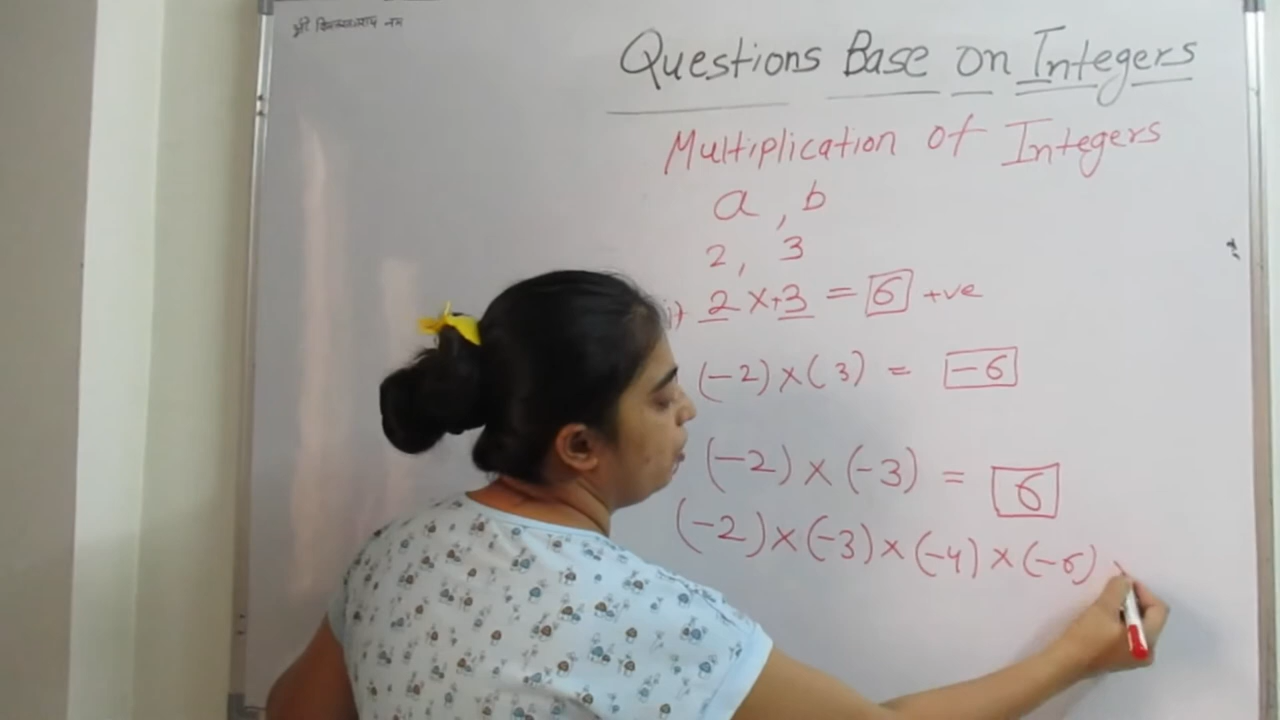 श्री
नमः
Questions Base on Integers
Multiplication of Integers
a , b
2 , 3
i) 2 x +3 = 6 +ve
(-2) x (3) = -6
(-2) x (-3) = 6
(-2) x (-3) x (-4) x (-6)